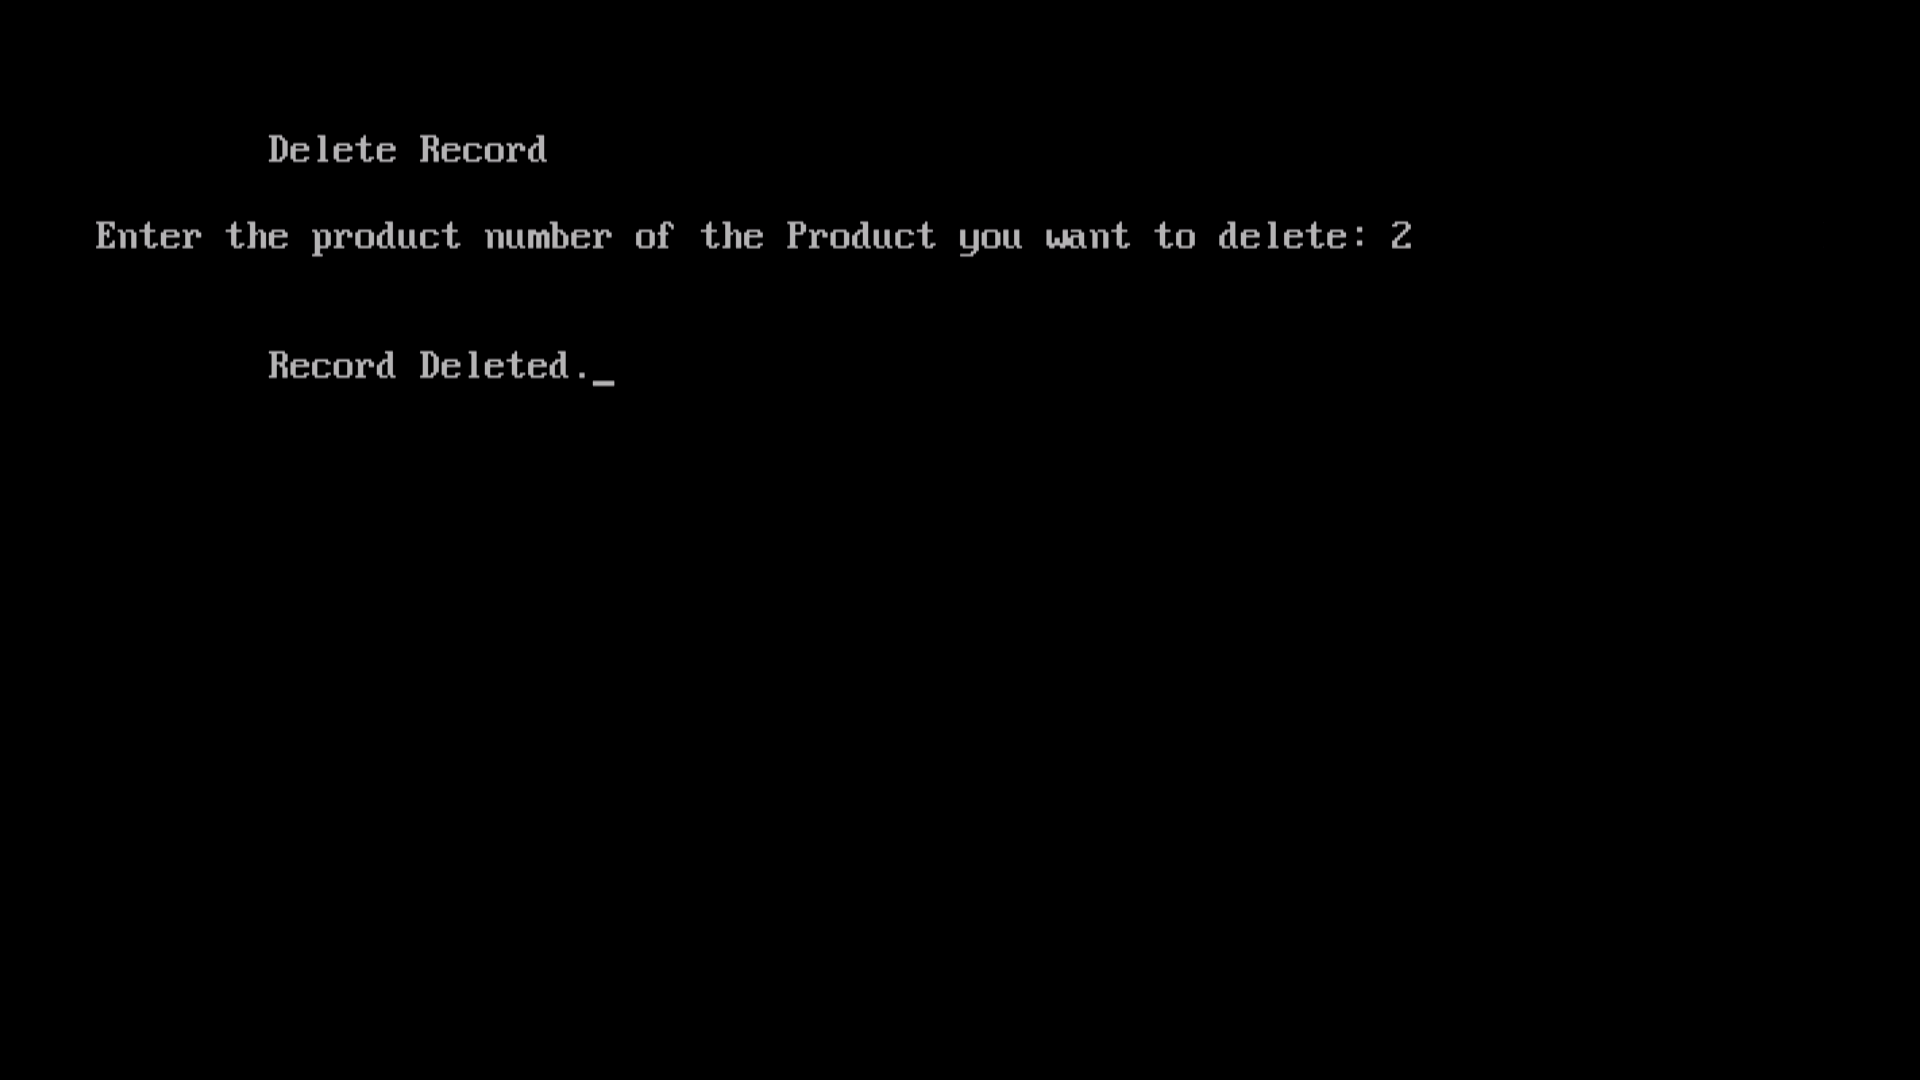 Delete Record
Enter the product number of the Product you want to delete: 2
Record Deleted._